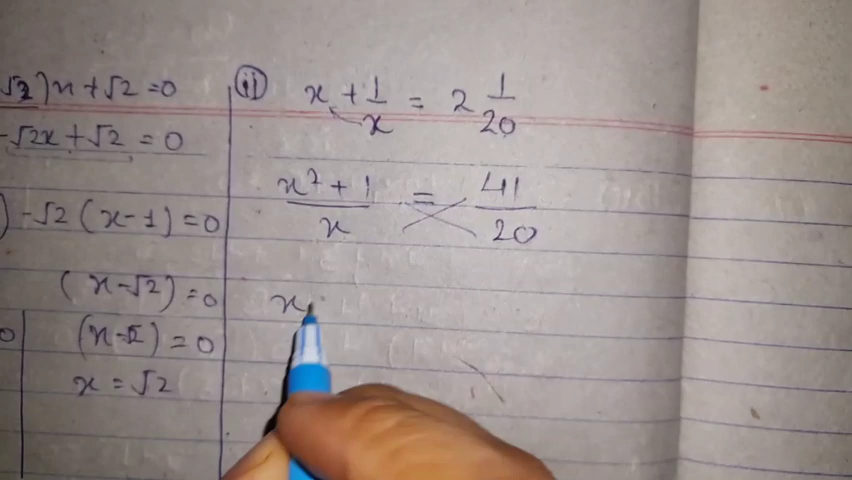 √2)x + √2 = 0
-√2x + √2 = 0
) -√2 (x - 1) = 0
(x - √2) = 0
0 (x - √2) = 0
x = √2
(ii) x + 1/x = 2 1/20
x² + 1 / x = 41/20
x